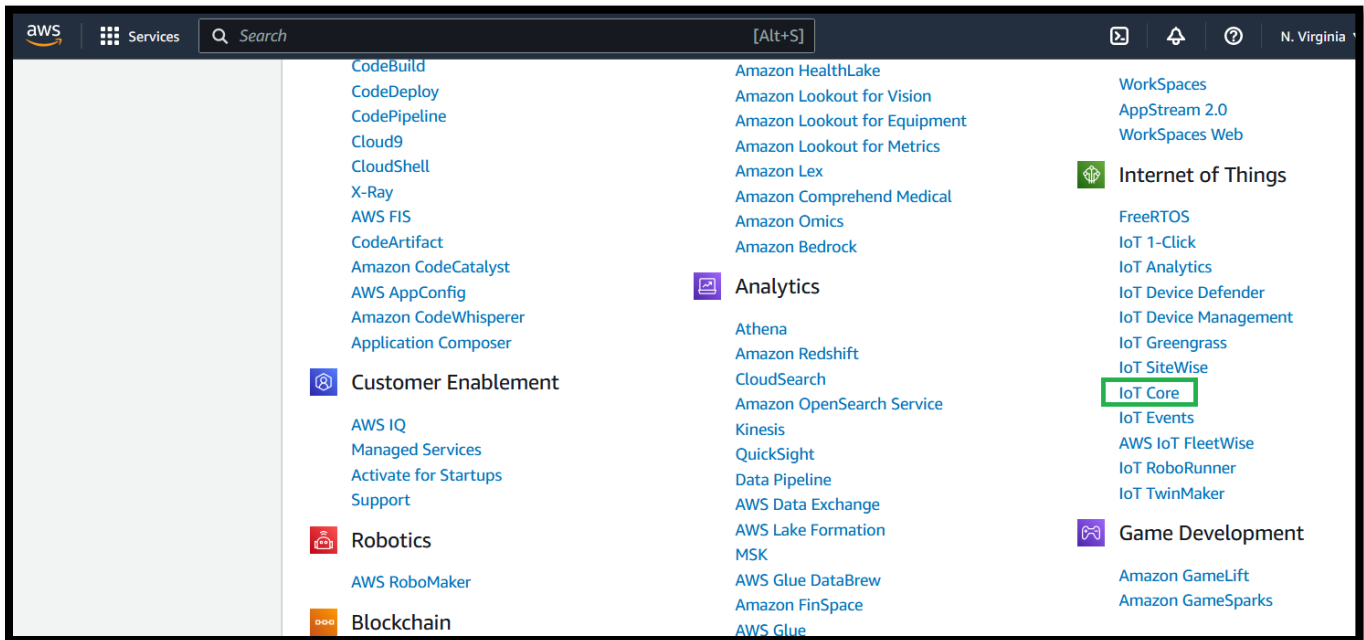 aws
Services
Search
[Alt+S]
N. Virginia
CodeBuild
CodeDeploy
CodePipeline
Cloud9
CloudShell
X-Ray
AWS FIS
CodeArtifact
Amazon CodeCatalyst
AWS AppConfig
Amazon CodeWhisperer
Application Composer
Customer Enablement
AWS IQ
Managed Services
Activate for Startups
Support
Robotics
AWS RoboMaker
Blockchain
Amazon HealthLake
Amazon Lookout for Vision
Amazon Lookout for Equipment
Amazon Lookout for Metrics
Amazon Lex
Amazon Comprehend Medical
Amazon Omics
Amazon Bedrock
Analytics
Athena
Amazon Redshift
CloudSearch
Amazon OpenSearch Service
Kinesis
QuickSight
Data Pipeline
AWS Data Exchange
AWS Lake Formation
MSK
AWS Glue DataBrew
Amazon FinSpace
AWS Glue
WorkSpaces
AppStream 2.0
WorkSpaces Web
Internet of Things
FreeRTOS
IoT 1-Click
IoT Analytics
IoT Device Defender
IoT Device Management
IoT Greengrass
IoT SiteWise
IoT Core
IoT Events
AWS IoT FleetWise
IoT RoboRunner
IoT TwinMaker
Game Development
Amazon GameLift
Amazon GameSparks